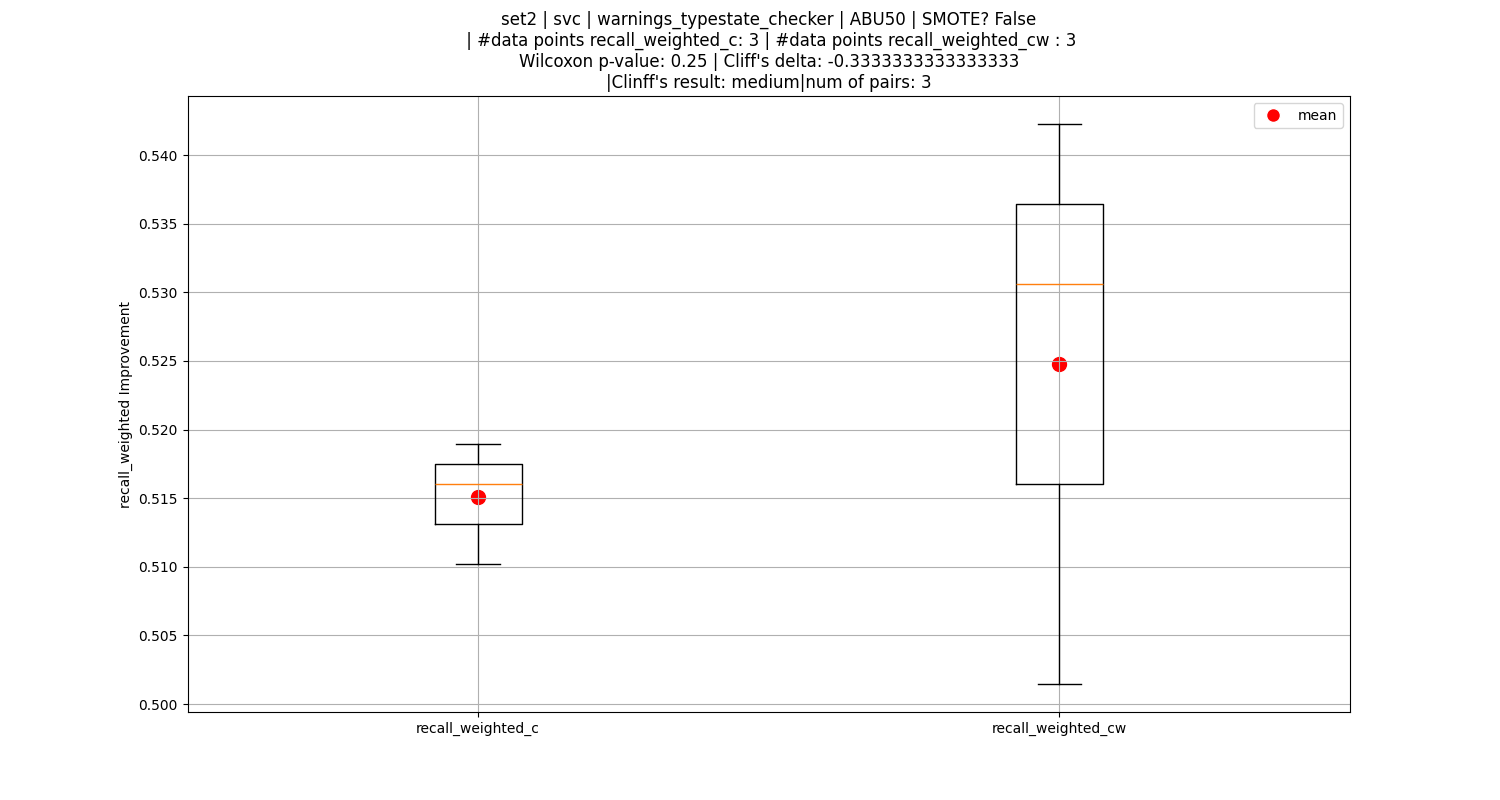 set2 | svc | warnings_typestate_checker | ABU50 | SMOTE? False
| #data points recall_weighted_c: 3 | #data points recall_weighted_cw : 3
Wilcoxon p-value: 0.25 | Cliff's delta: -0.3333333333333333
|Clinff's result: medium|num of pairs: 3
mean
0.540
0.535
0.530
0.525
0.520
0.515
0.510
0.505
0.500
recall_weighted Improvement
recall_weighted_c
recall_weighted_cw